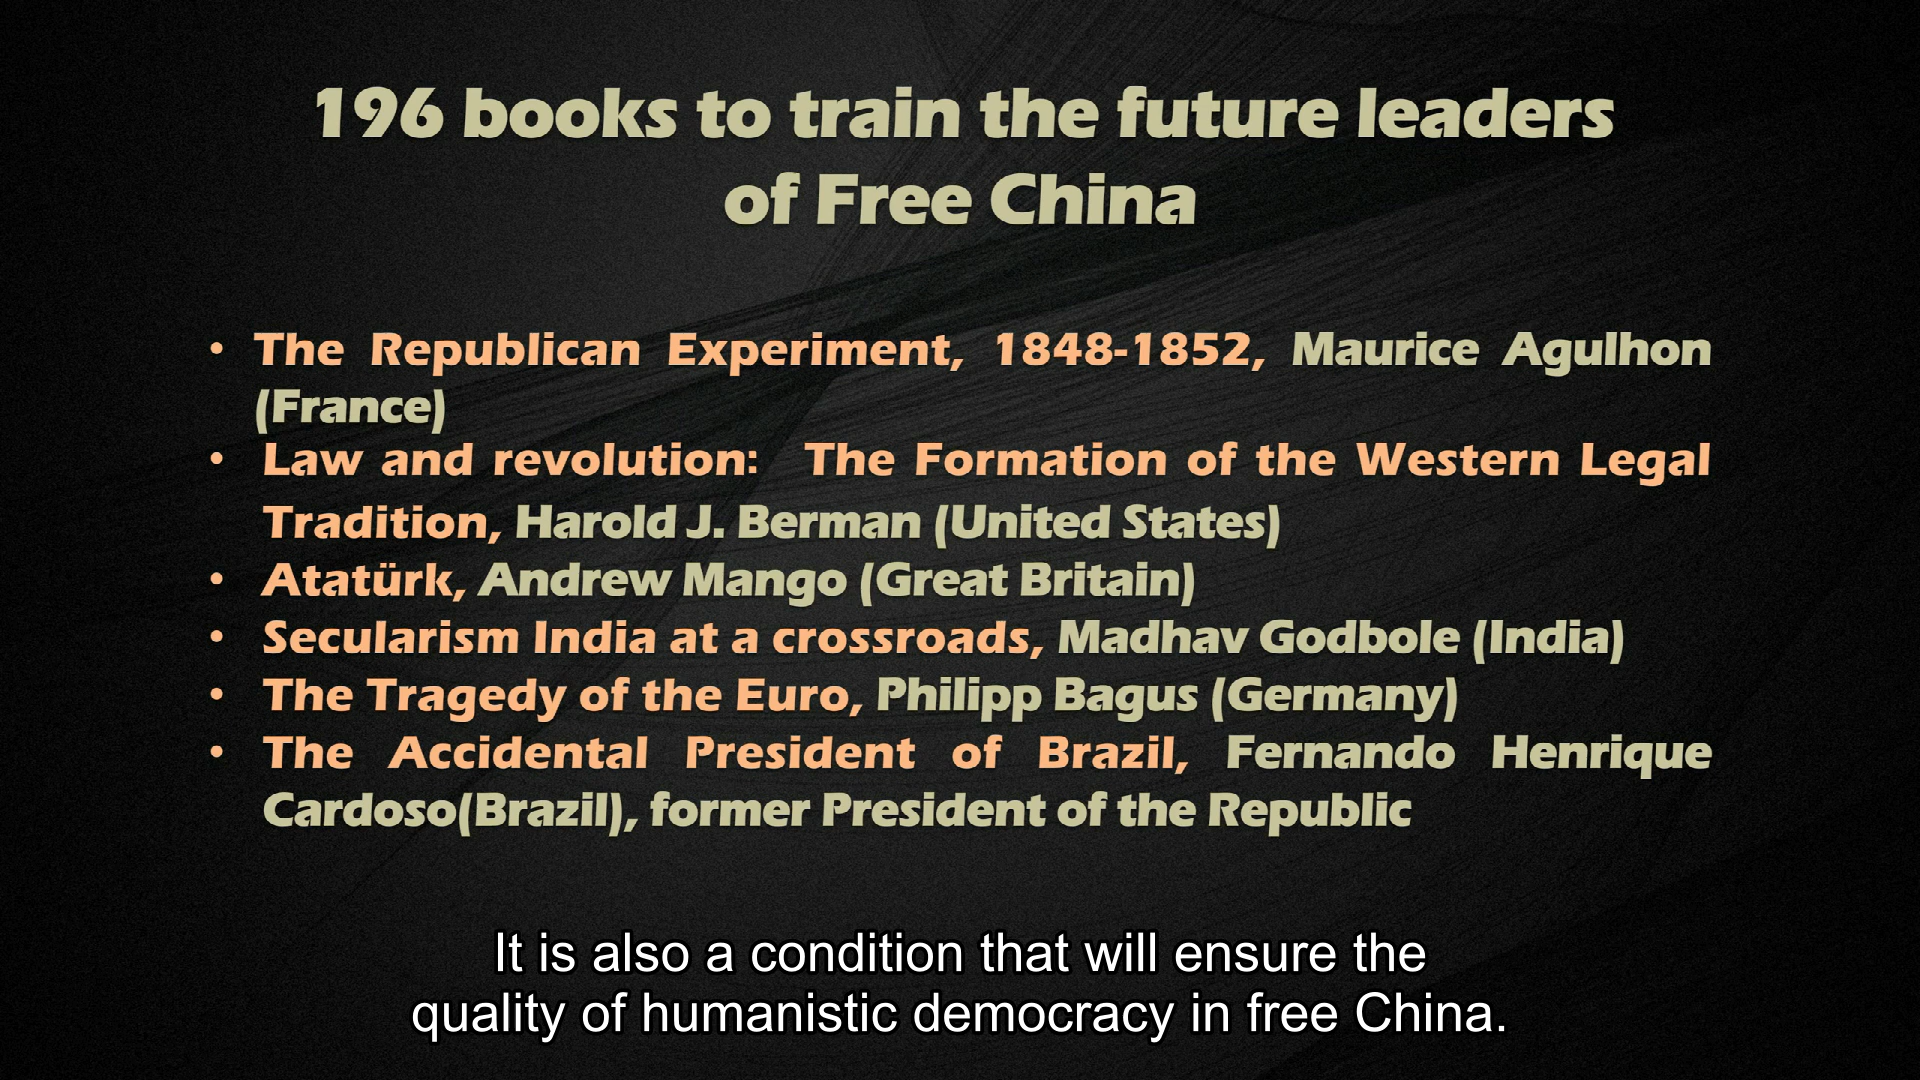 196 books to train the future leaders
of Free China
• The Republican Experiment, 1848-1852, Maurice Agulhon
(France)
• Law and revolution: The Formation of the Western Legal
Tradition, Harold J. Berman (United States)
• Atatürk, Andrew Mango (Great Britain)
• Secularism India at a crossroads, Madhav Godbole (India)
• The Tragedy of the Euro, Philipp Bagus (Germany)
• The Accidental President of Brazil, Fernando Henrique
Cardoso(Brazil), former President of the Republic
It is also a condition that will ensure the
quality of humanistic democracy in free China.